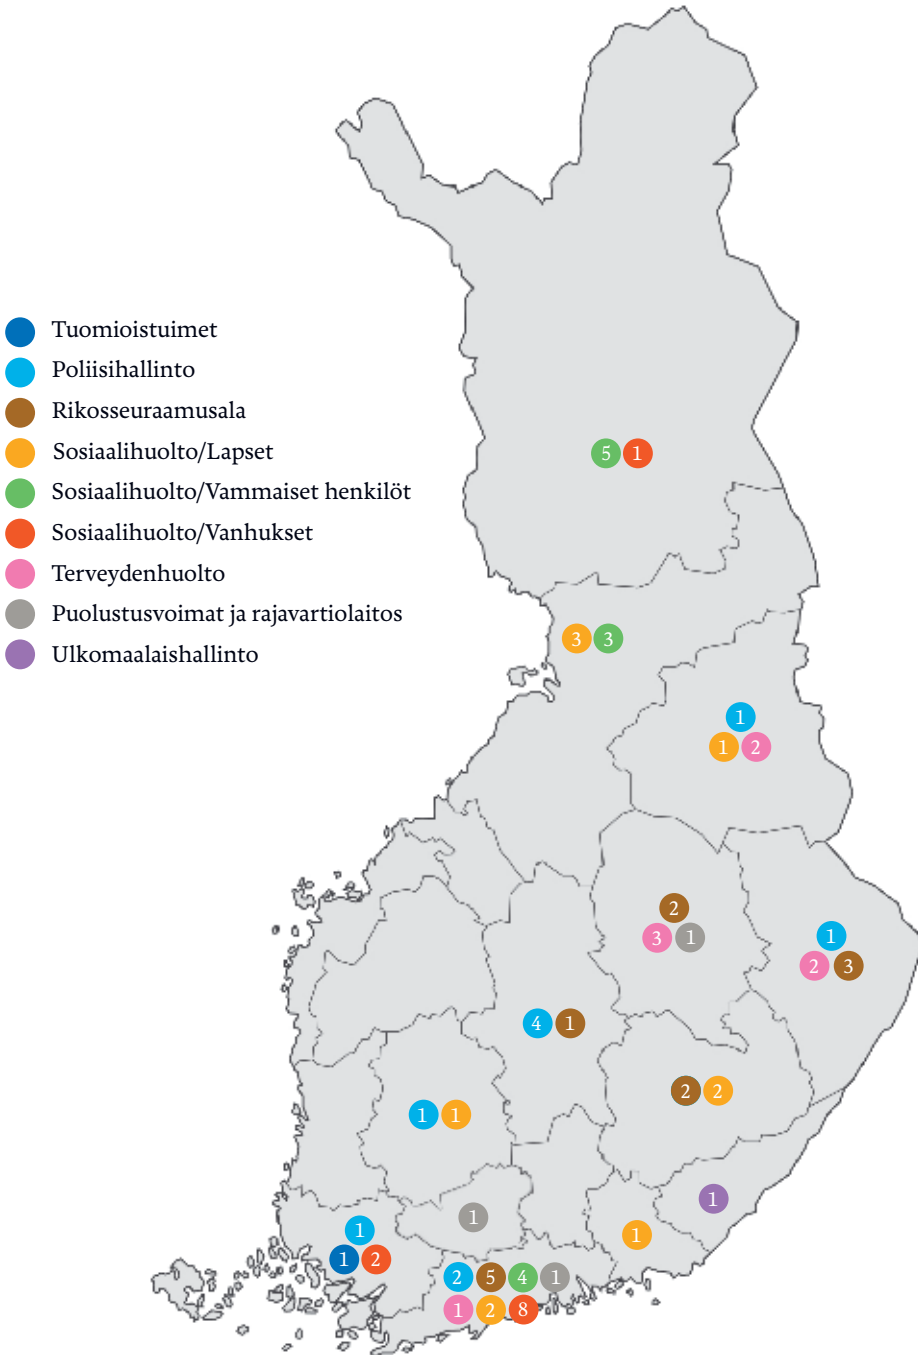 Tuomioistuimet
Poliisihallinto
Rikosseuraamusala
Sosiaalihuolto/Lapset
Sosiaalihuolto/Vammaiset henkilöt
Sosiaalihuolto/Vanhukset
Terveydenhuolto
Puolustusvoimat ja rajavartiolaitos
Ulkomaalaishallinto
5 1
3 3
1
1 2
2
3 1
1
2 3
4 1
2 2
1 1
1
1
1
1
1 2
2 5 4 1
1 2 8